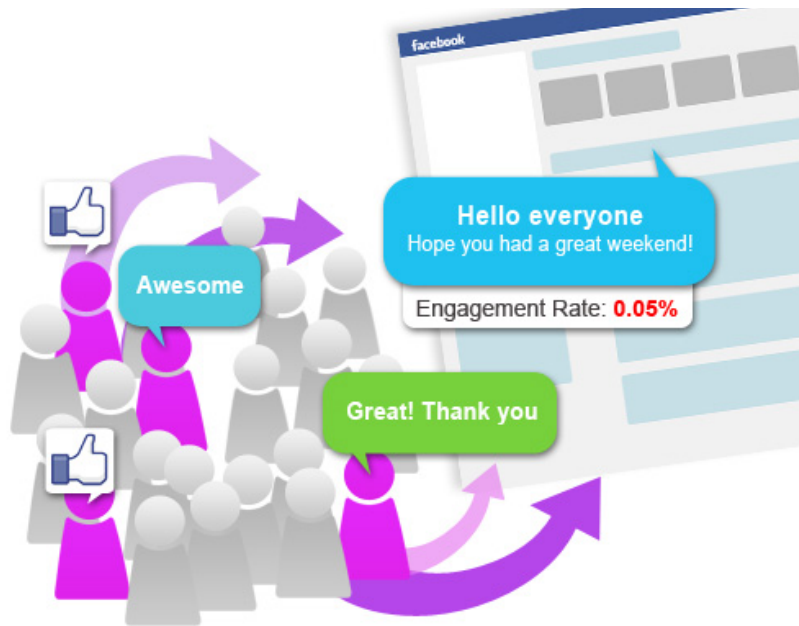 facebook
Hello everyone
Hope you had a great weekend!
Engagement Rate: 0.05%
Awesome
Great! Thank you